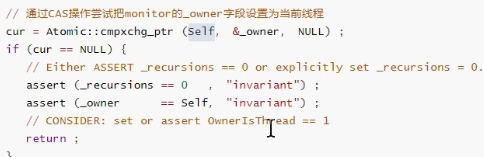 // 通过CAS操作尝试把monitor的_owner字段设置为当前线程
cur = Atomic::cmpxchg_ptr (Self, &_owner, NULL) ;
if (cur == NULL) {
// Either ASSERT _recursions == 0 or explicitly set _recursions = 0.
assert (_recursions == 0 , "invariant") ;
assert (_owner == Self, "invariant") ;
// CONSIDER: set or assert OwnerIsThread == 1
return ;
}